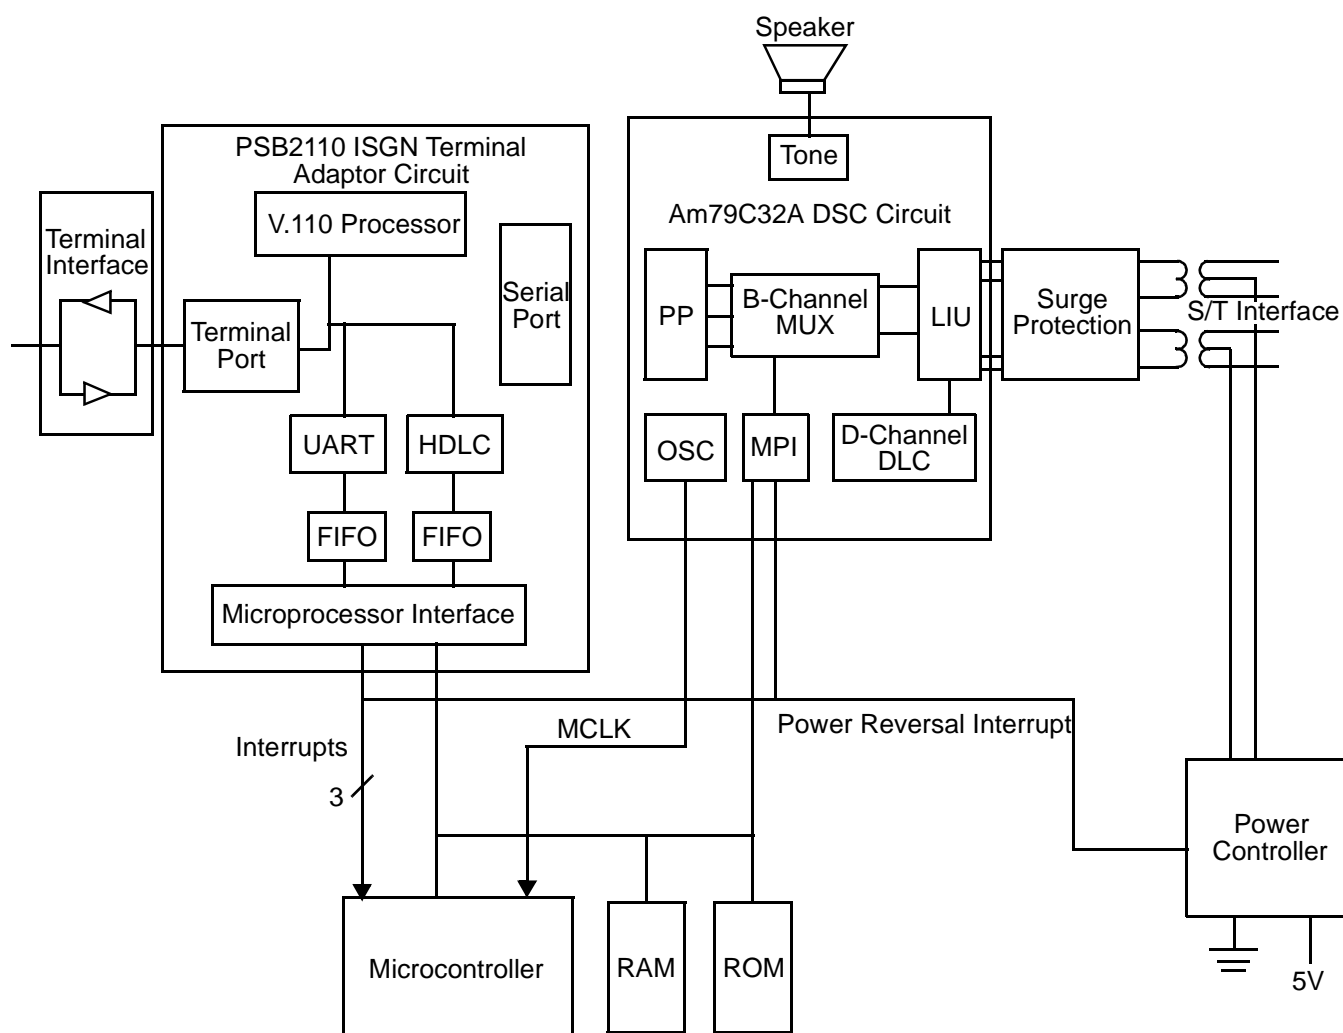 Speaker
PSB2110 ISGN Terminal
Adaptor Circuit
V.110 Processor
Terminal
Interface
Terminal
Port
Serial
Port
UART
HDLC
FIFO
FIFO
Microprocessor Interface
Tone
Am79C32A DSC Circuit
PP
B-Channel
MUX
LIU
OSC
MPI
D-Channel
DLC
Surge
Protection
S/T Interface
Interrupts
3
MCLK
Power Reversal Interrupt
Power
Controller
Microcontroller
RAM
ROM
5V